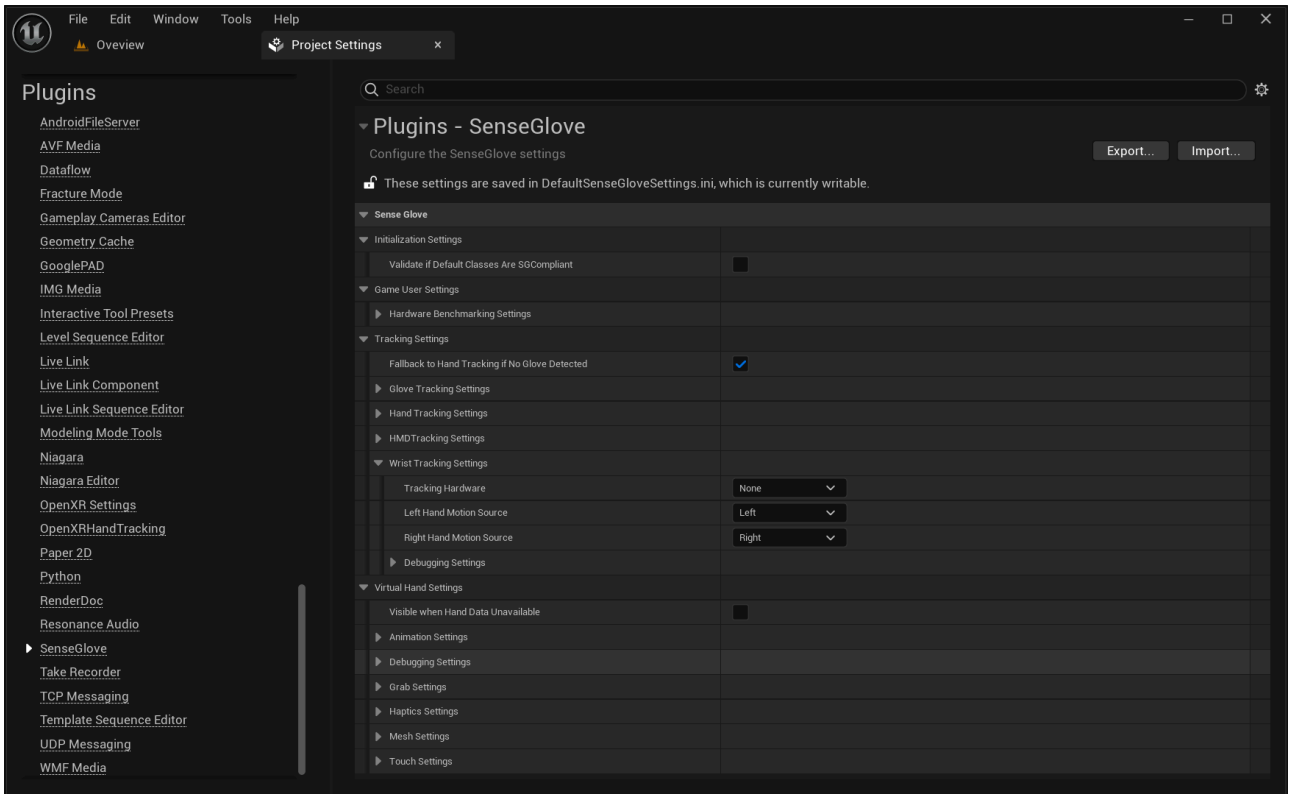 File Edit Window Tools Help
Oveview
Project Settings
Plugins
AndroidFileServer
AVF Media
Dataflow
Fracture Mode
Gameplay Cameras Editor
Geometry Cache
GooglePAD
IMG Media
Interactive Tool Presets
Level Sequence Editor
Live Link
Live Link Component
Live Link Sequence Editor
Modeling Mode Tools
Niagara
Niagara Editor
OpenXR Settings
OpenXRHandTracking
Paper 2D
Python
RenderDoc
Resonance Audio
SenseGlove
Take Recorder
TCP Messaging
Template Sequence Editor
UDP Messaging
WMF Media
Search
Plugins - SenseGlove
Configure the SenseGlove settings
Export... Import...
These settings are saved in DefaultSenseGloveSettings.ini, which is currently writable.
Sense Glove
Initialization Settings
Validate if Default Classes Are SGCompliant
Game User Settings
Hardware Benchmarking Settings
Tracking Settings
Fallback to Hand Tracking if No Glove Detected
Glove Tracking Settings
Hand Tracking Settings
HMDTracking Settings
Wrist Tracking Settings
Tracking Hardware None
Left Hand Motion Source Left
Right Hand Motion Source Right
Debugging Settings
Virtual Hand Settings
Visible when Hand Data Unavailable
Animation Settings
Debugging Settings
Grab Settings
Haptics Settings
Mesh Settings
Touch Settings